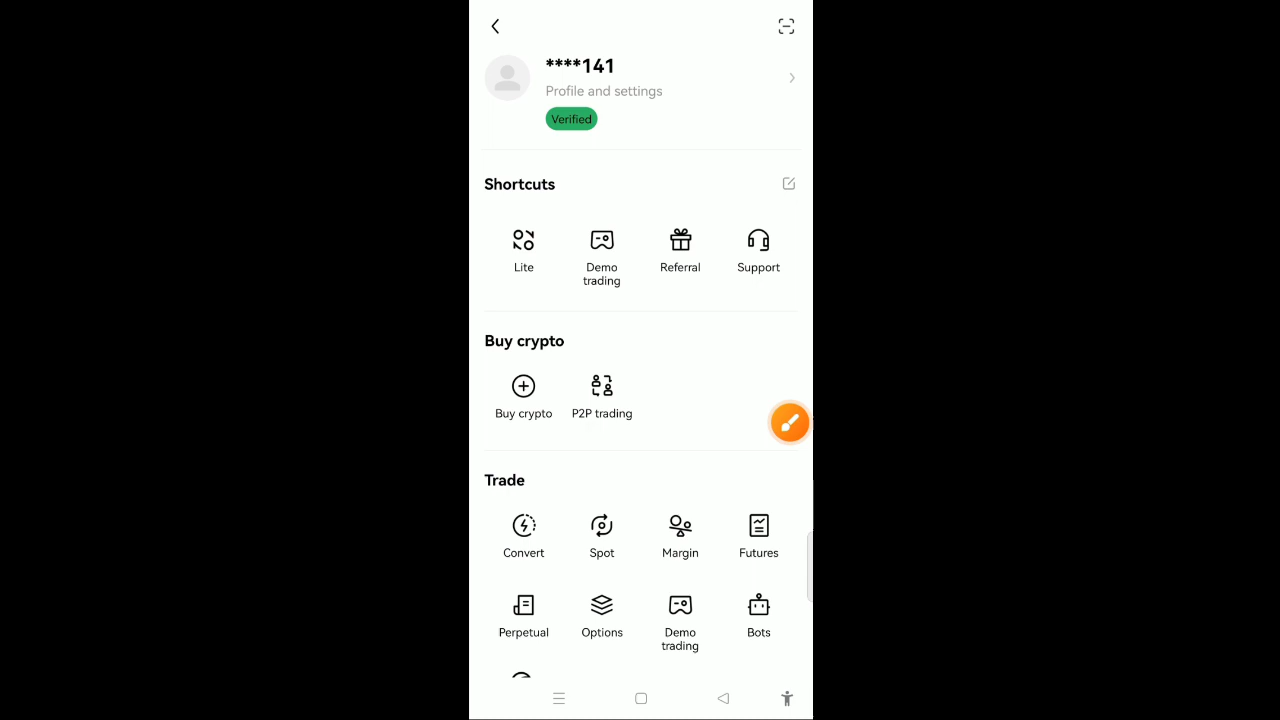 ****141
Profile and settings
Verified
Shortcuts
Lite
Demo
trading
Referral
Support
Buy crypto
Buy crypto
P2P trading
Trade
Convert
Spot
Margin
Futures
Perpetual
Options
Demo
trading
Bots